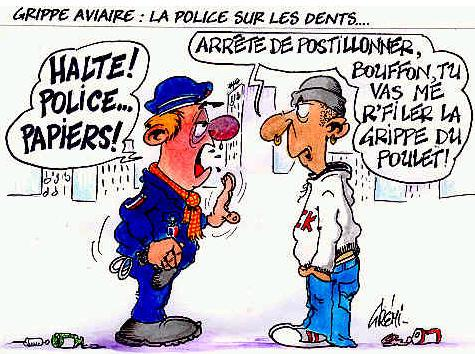 GRIPPE AVIAIRE : LA POLICE SUR LES DENTS....
HALTE!
POLICE...
PAPIERS!
ARRÊTE DE POSTILLONNER,
BOUFFON, TU
VAS ME
R'FILER LA
GRIPPE DU
POULET!
GRÉMI